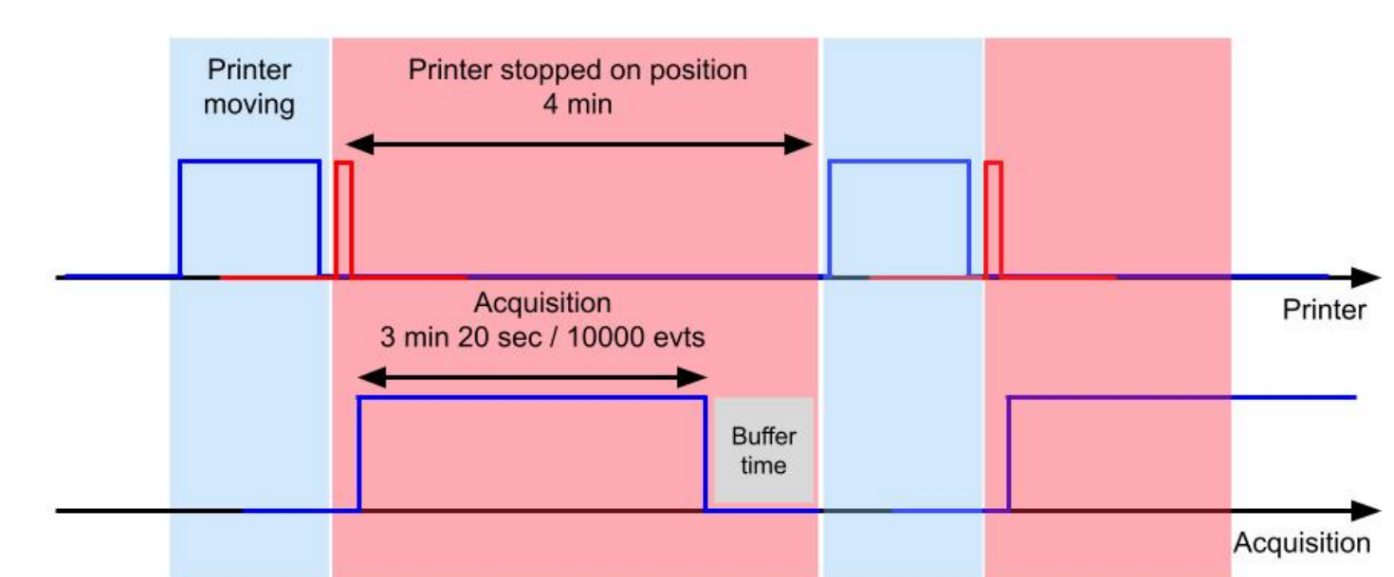 Printer
moving
Printer stopped on position
4 min
Printer
Acquisition
3 min 20 sec / 10000 evts
Buffer
time
Acquisition